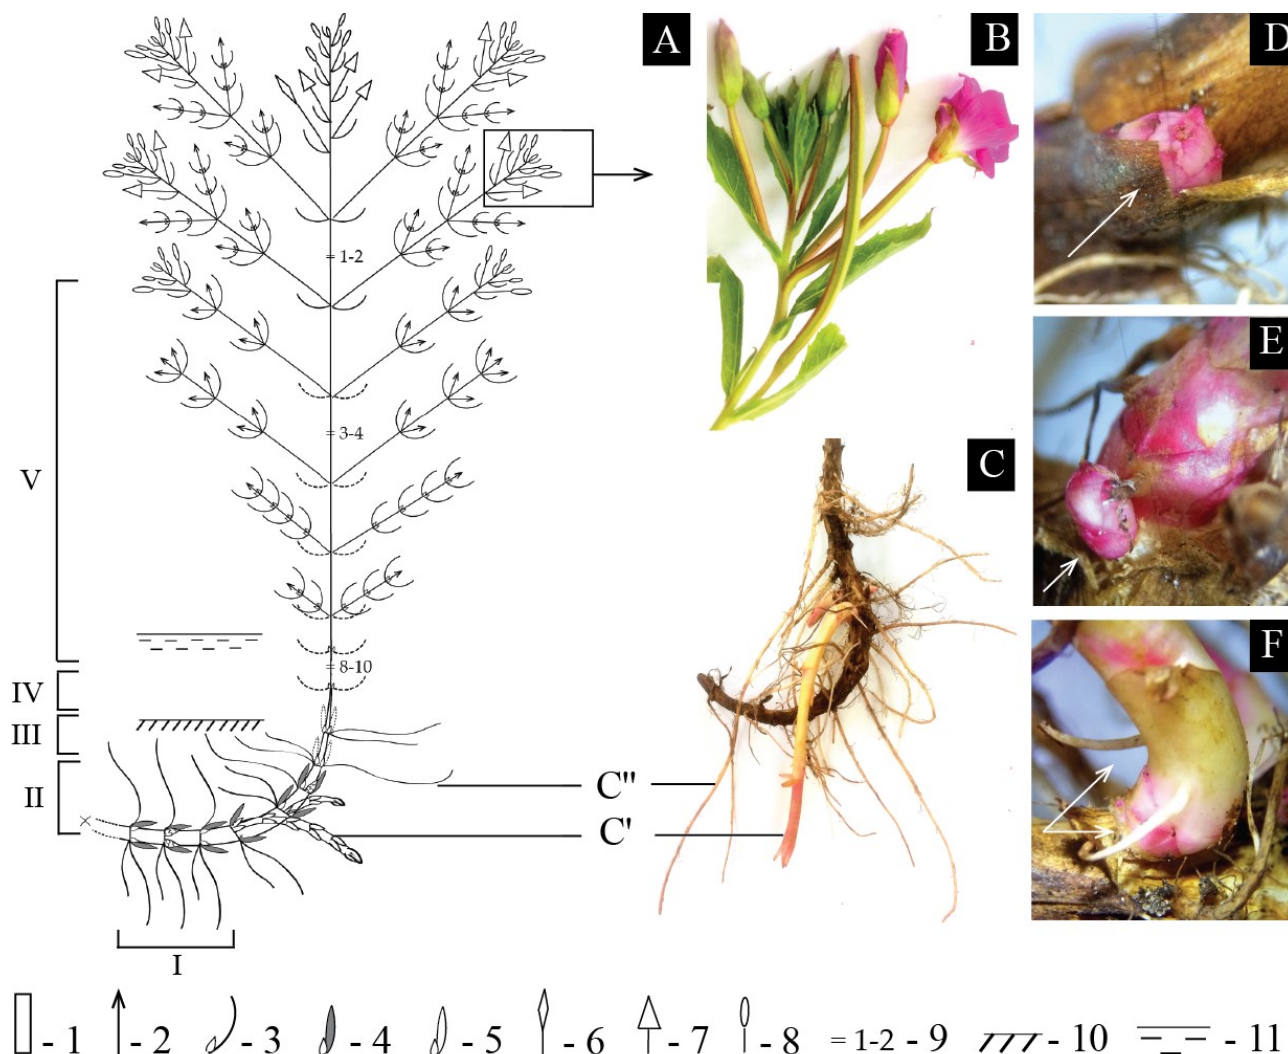 A
B
D
= 1-2
E
V
= 3-4
C
F
= 8-10
IV
III
II
C"
C'
I
- 1 - 2 - 3 - 4 - 5 - 6 - 7 - 8 = 1-2 - 9 - 10 - 11